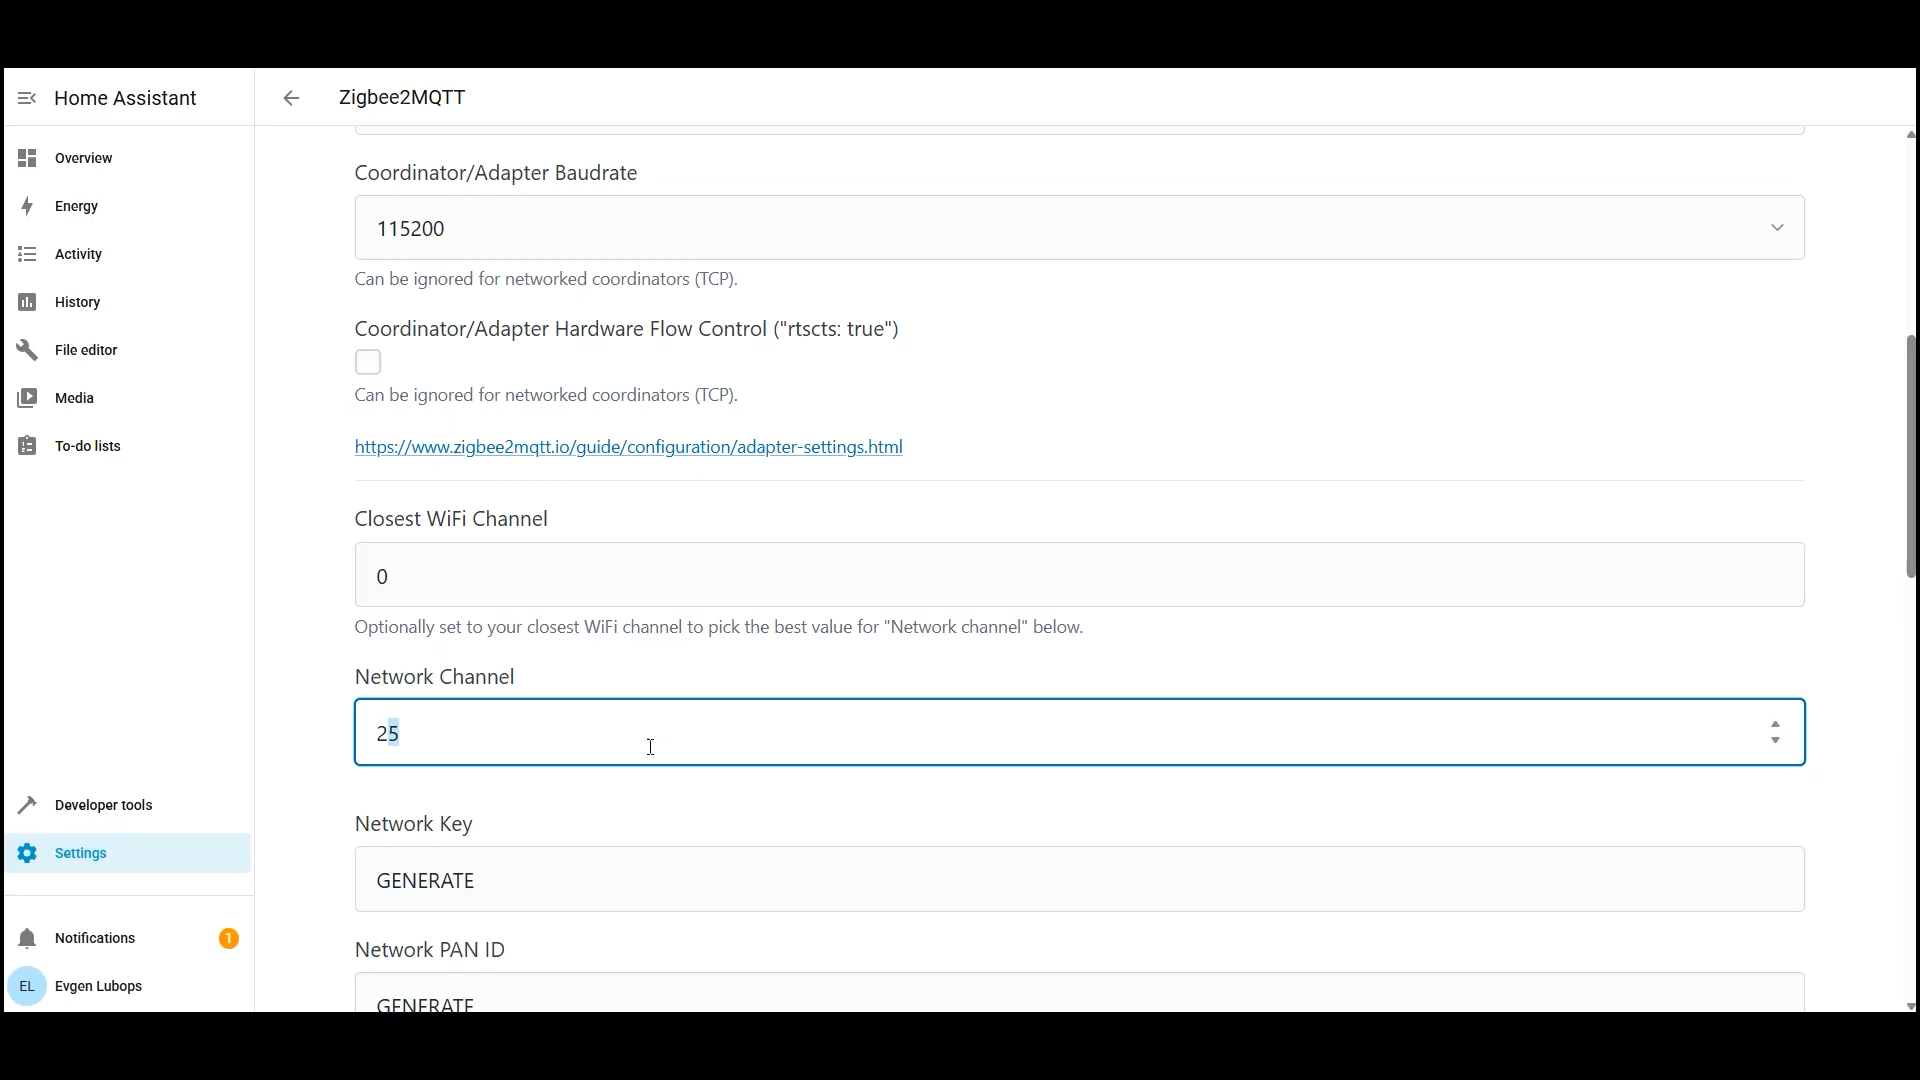 Home Assistant
Zigbee2MQTT
Overview
Energy
Activity
History
File editor
Media
To-do lists
Developer tools
Settings
Notifications 1
EL Evgen Lubops
Coordinator/Adapter Baudrate
115200
Can be ignored for networked coordinators (TCP).
Coordinator/Adapter Hardware Flow Control ("rtscts: true")
Can be ignored for networked coordinators (TCP).
https://www.zigbee2mqtt.io/guide/configuration/adapter-settings.html
Closest WiFi Channel
0
Optionally set to your closest WiFi channel to pick the best value for "Network channel" below.
Network Channel
25
Network Key
GENERATE
Network PAN ID
GENERATE